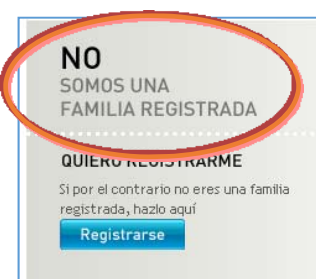 NO
SOMOS UNA
FAMILIA REGISTRADA
QUIERO REGISTRARME
Si por el contrario no eres una familia
registrada, hazlo aquí
Registrarse